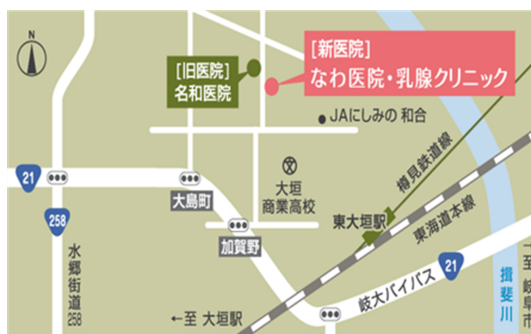 N
[旧医院]
名和医院
[新医院]
なわ医院・乳腺クリニック
JAにしみの 和合
樽見鉄道線
21
大島町
文
大垣
商業高校
258
加賀野
東大垣駅
東海道本線
水郷街道
258
岐大バイパス
21
揖斐川
←至 大垣駅
至 岐阜市→